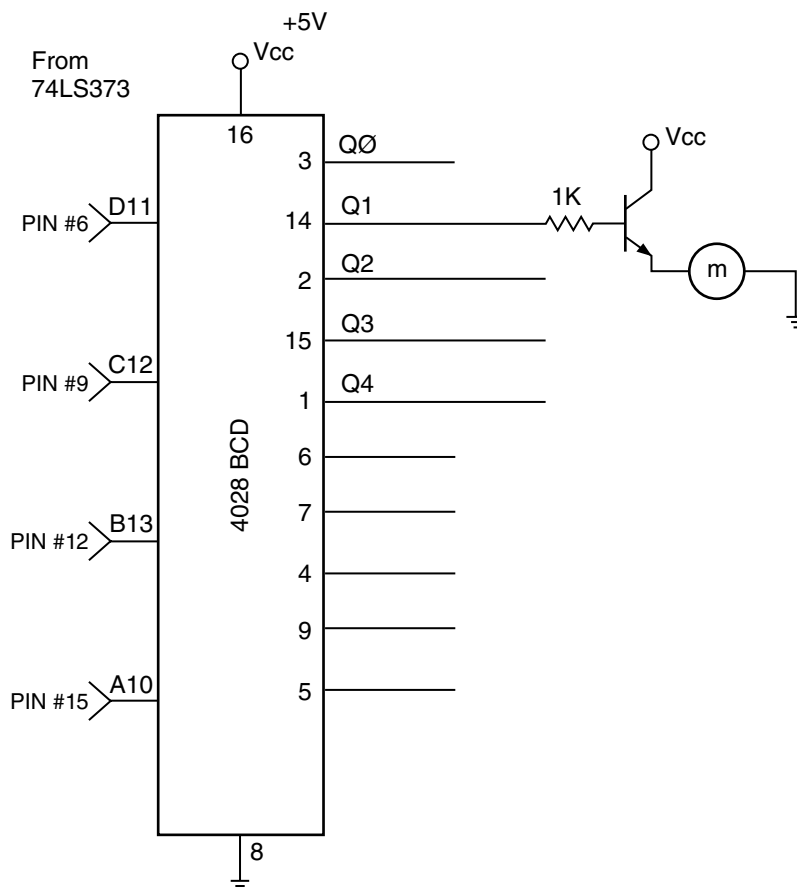 +5V
Vcc
From
74LS373
16
3 QØ
Vcc
PIN #6 D11
14 Q1
1K
2 Q2
m
15 Q3
PIN #9 C12
1 Q4
4028 BCD
6
7
PIN #12 B13
4
9
PIN #15 A10
5
8